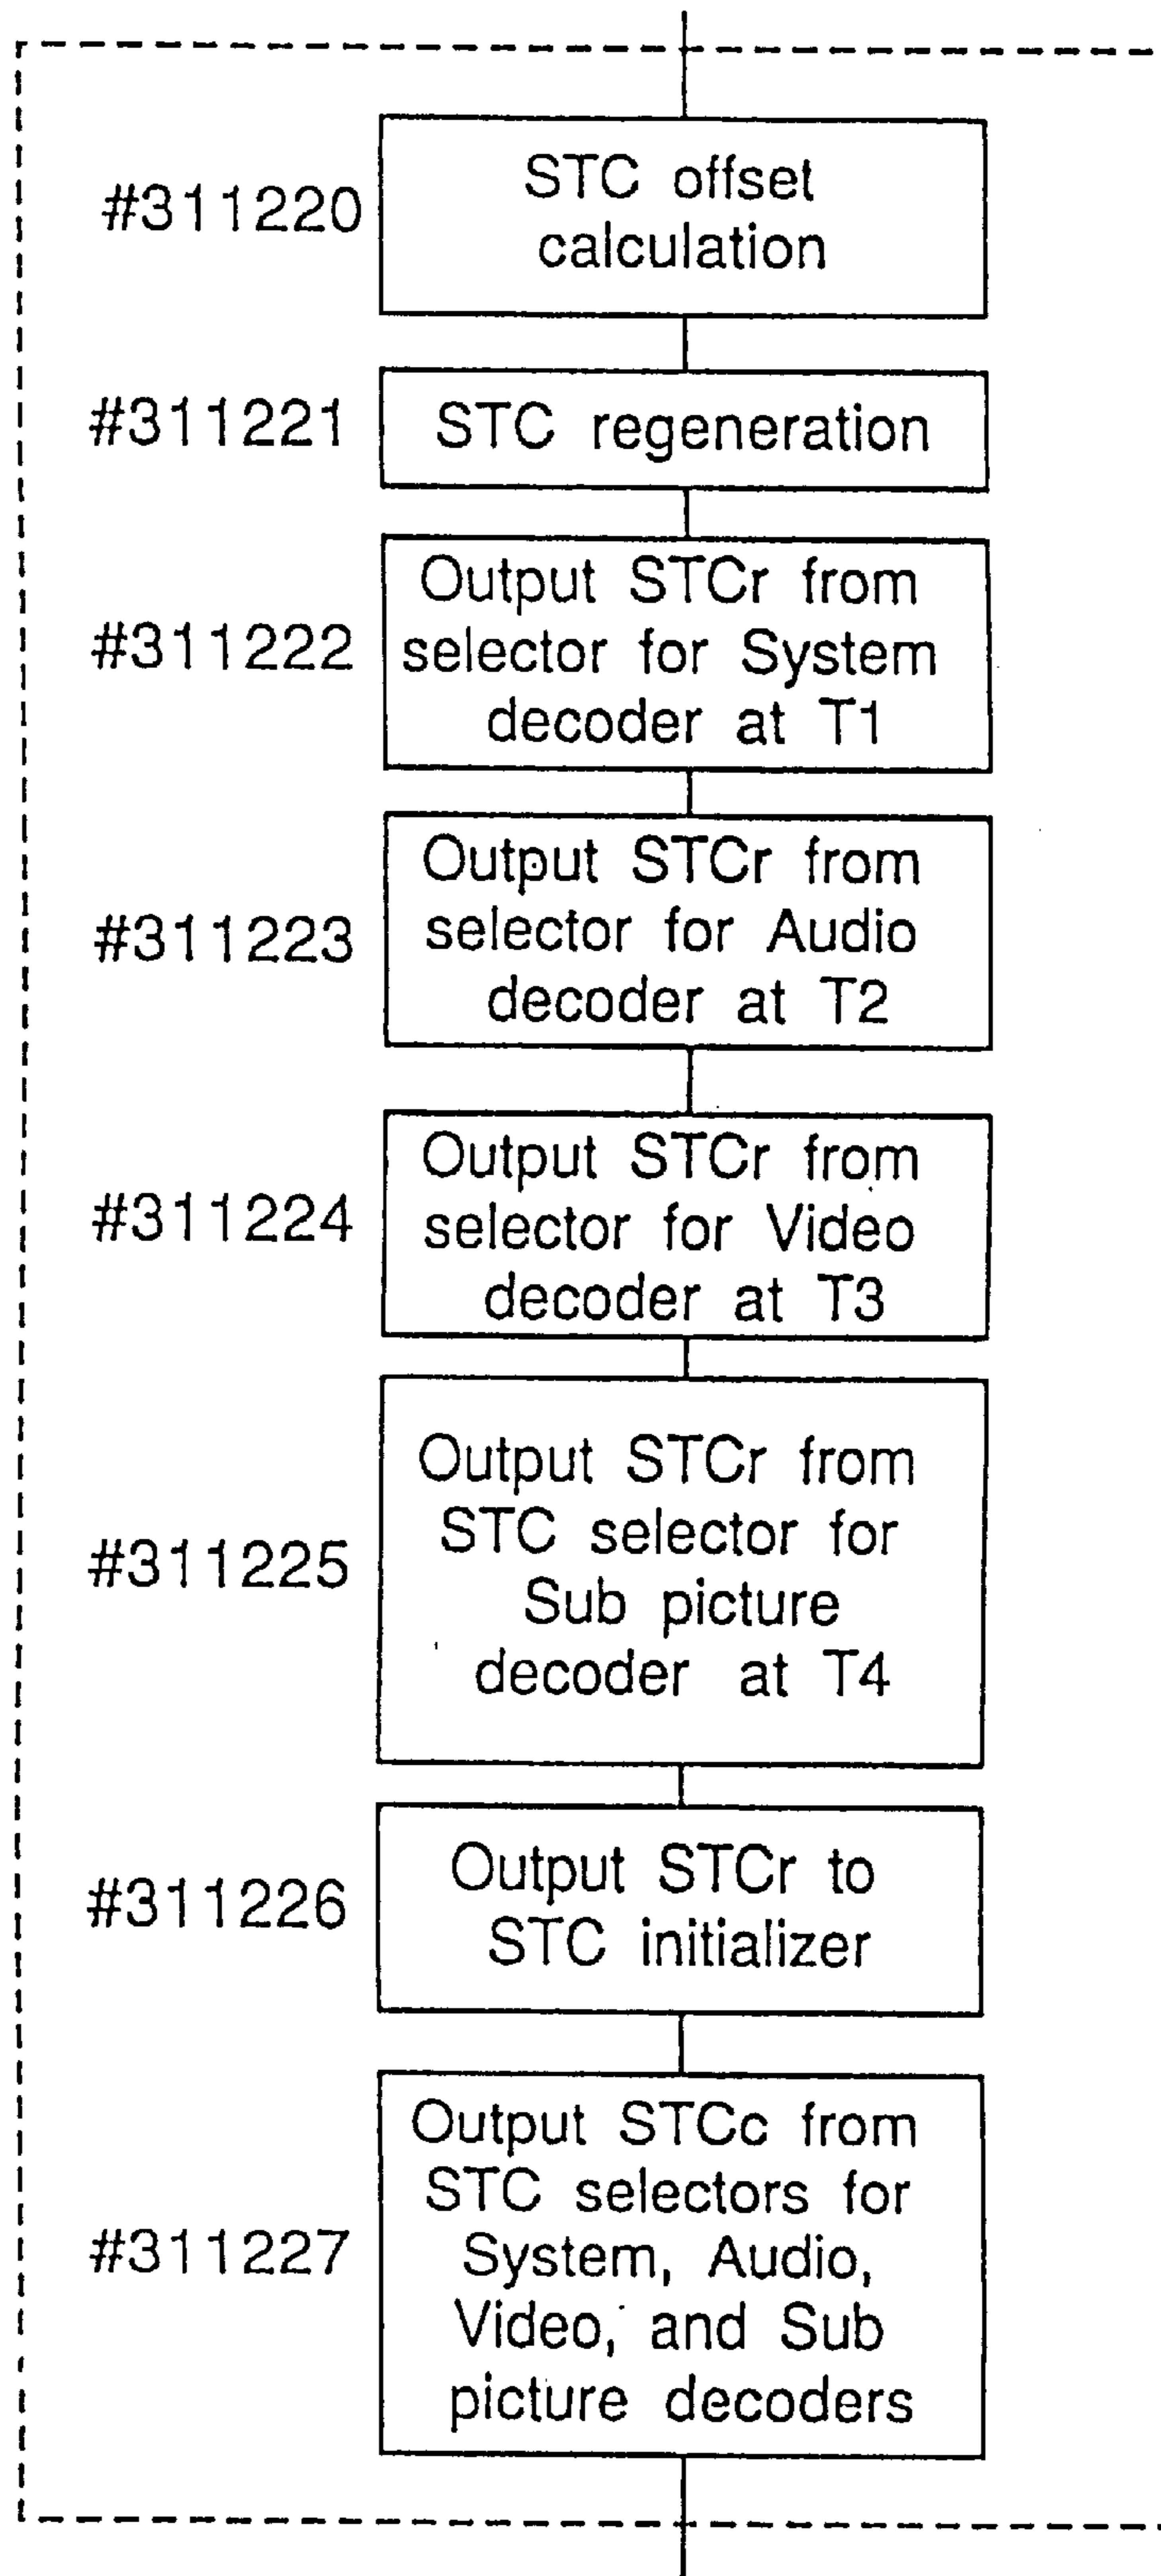 #311220
STC offset
calculation
#311221
STC regeneration
#311222
Output STCr from
selector for System
decoder at T1
#311223
Output STCr from
selector for Audio
decoder at T2
#311224
Output STCr from
selector for Video
decoder at T3
#311225
Output STCr from
STC selector for
Sub picture
decoder at T4
#311226
Output STCr to
STC initializer
#311227
Output STCc from
STC selectors for
System, Audio,
Video, and Sub
picture decoders